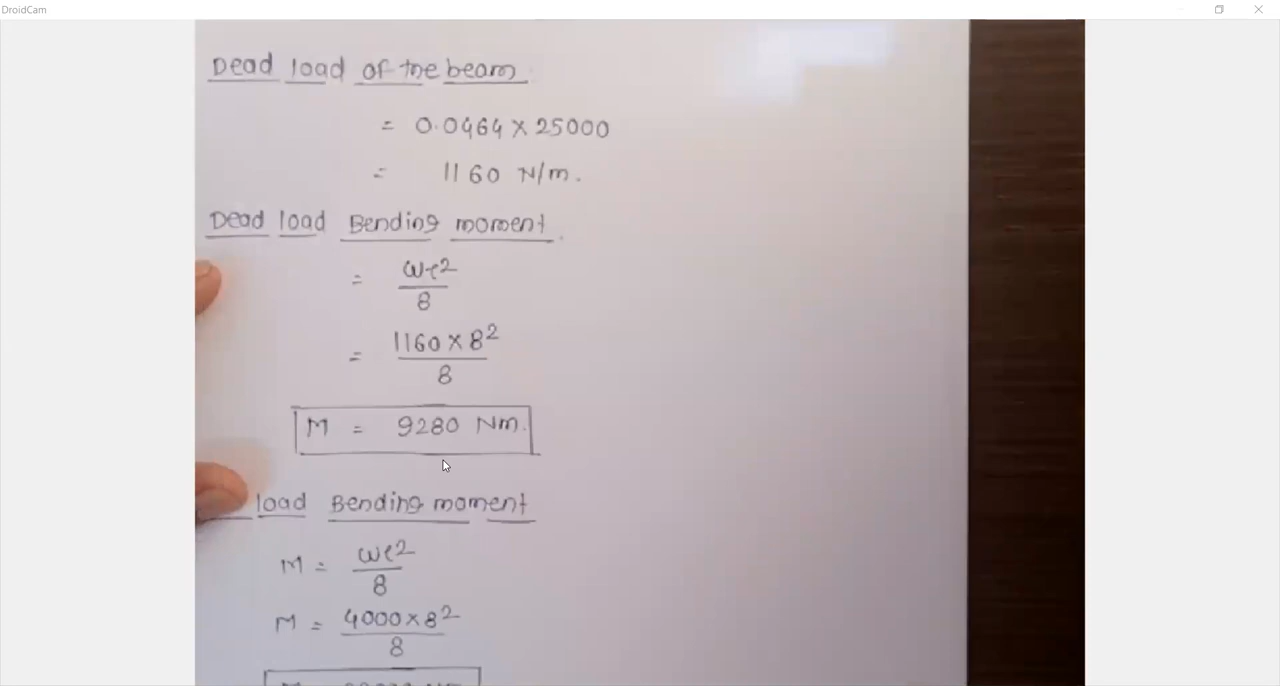 DroidCam
Dead load of the beam
= 0.0464 × 25000
= 1160 N/m.
Dead load Bending moment.
= wl²
8
= 1160 × 8²
8
M = 9280 Nm.
load Bending moment
M = wl²
8
M = 4000 × 8²
8